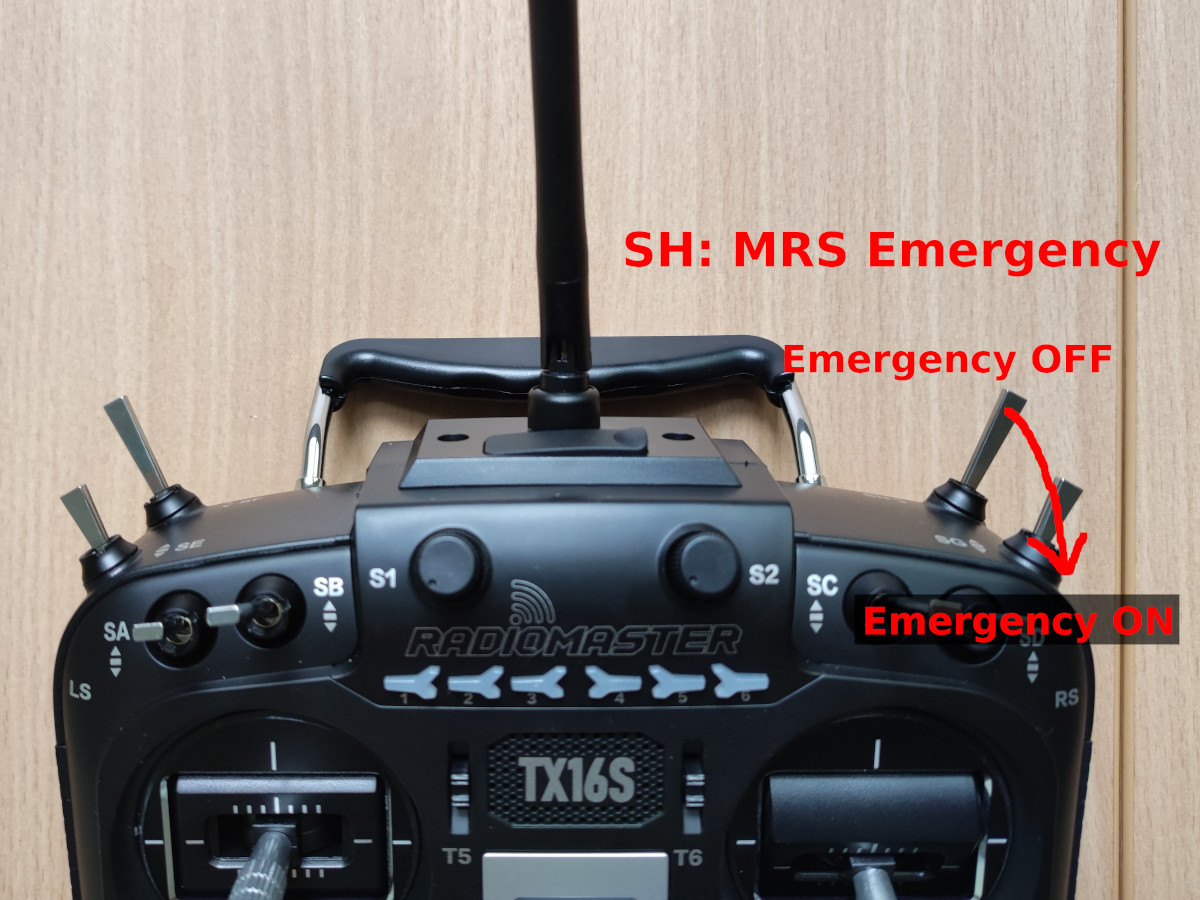 SH: MRS Emergency
Emergency OFF
SE
SG
SB
S1
S2
SC
Emergency ON
SA
SD
RADIOMASTER
LS
1 2 3 4 5 6
RS
TX16S
T5
T6